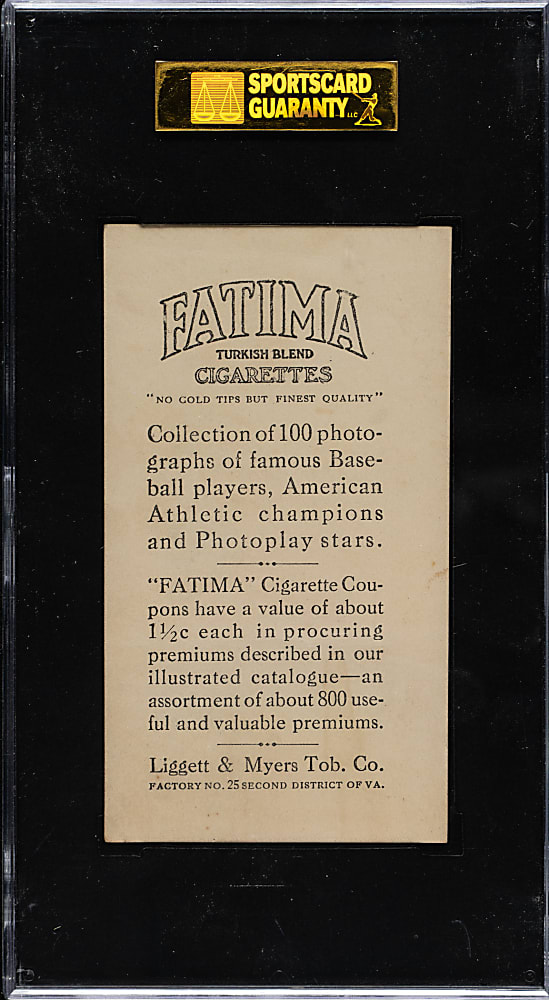 SPORTSCARD
GUARANTY LLC
FATIMA
TURKISH BLEND
CIGARETTES
"NO GOLD TIPS BUT FINEST QUALITY"
Collection of 100 photo-
graphs of famous Base-
ball players, American
Athletic champions
and Photoplay stars.
"FATIMA" Cigarette Cou-
pons have a value of about
1½c each in procuring
premiums described in our
illustrated catalogue—an
assortment of about 800 use-
ful and valuable premiums.
Liggett & Myers Tob. Co.
FACTORY NO. 25 SECOND DISTRICT OF VA.